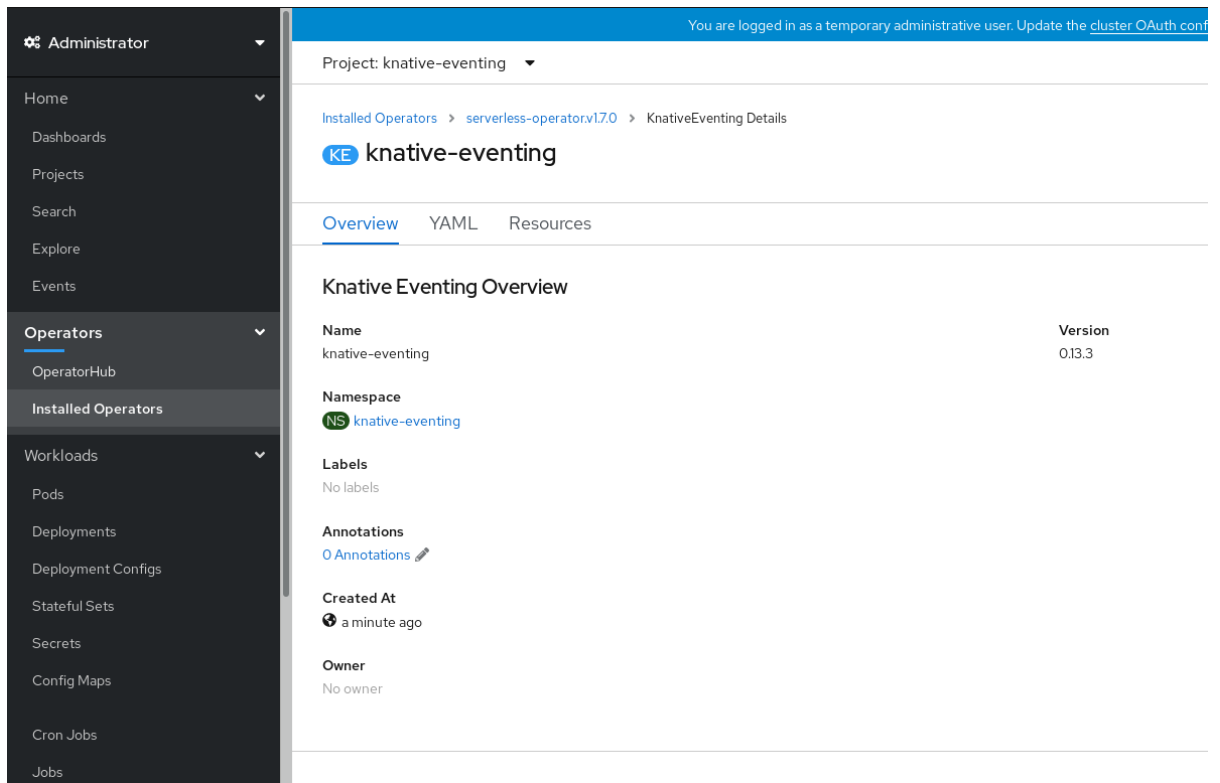 You are logged in as a temporary administrative user. Update the cluster OAuth conf
Administrator
Home
Dashboards
Projects
Search
Explore
Events
Operators
OperatorHub
Installed Operators
Workloads
Pods
Deployments
Deployment Configs
Stateful Sets
Secrets
Config Maps
Cron Jobs
Jobs
Project: knative-eventing
Installed Operators > serverless-operator.v1.7.0 > KnativeEventing Details
KE knative-eventing
Overview YAML Resources
Knative Eventing Overview
Name
knative-eventing
Version
0.13.3
Namespace
NS knative-eventing
Labels
No labels
Annotations
0 Annotations
Created At
a minute ago
Owner
No owner